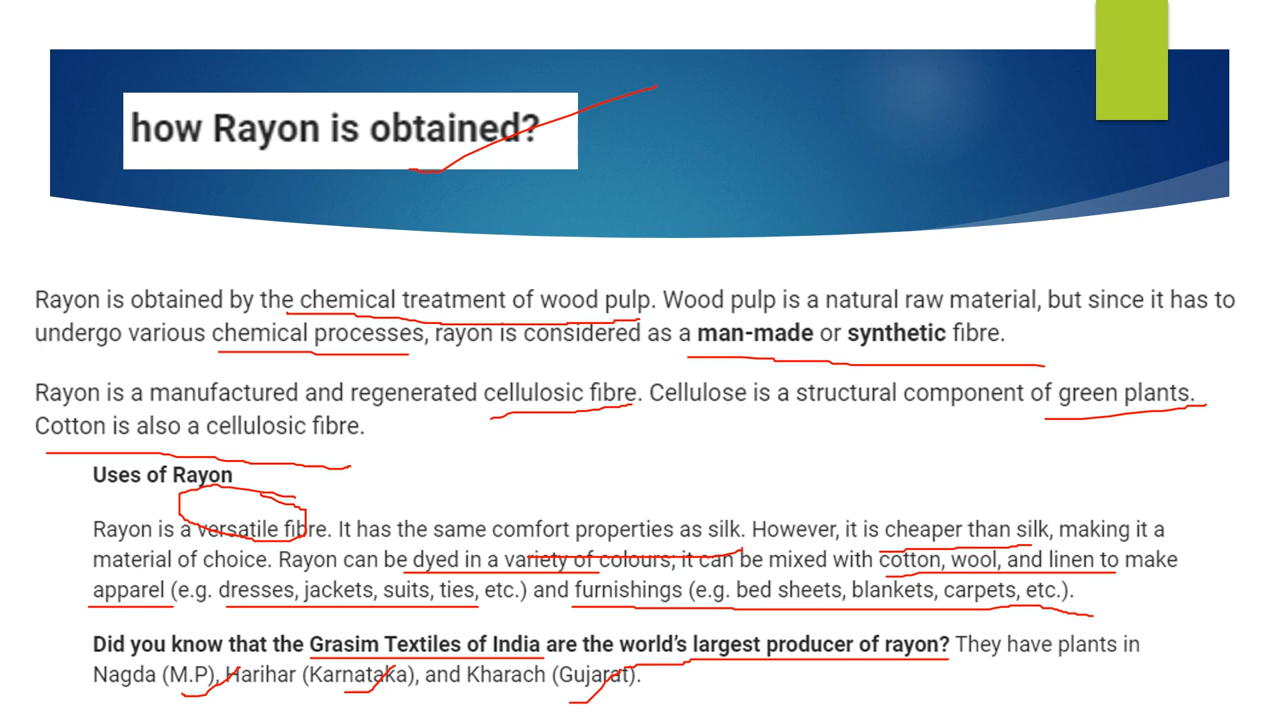 how Rayon is obtained?
Rayon is obtained by the chemical treatment of wood pulp. Wood pulp is a natural raw material, but since it has to
undergo various chemical processes, rayon is considered as a man-made or synthetic fibre.
Rayon is a manufactured and regenerated cellulosic fibre. Cellulose is a structural component of green plants.
Cotton is also a cellulosic fibre.
Uses of Rayon
Rayon is a versatile fibre. It has the same comfort properties as silk. However, it is cheaper than silk, making it a
material of choice. Rayon can be dyed in a variety of colours; it can be mixed with cotton, wool, and linen to make
apparel (e.g. dresses, jackets, suits, ties, etc.) and furnishings (e.g. bed sheets, blankets, carpets, etc.).
Did you know that the Grasim Textiles of India are the world's largest producer of rayon? They have plants in
Nagda (M.P), Harihar (Karnataka), and Kharach (Gujarat).